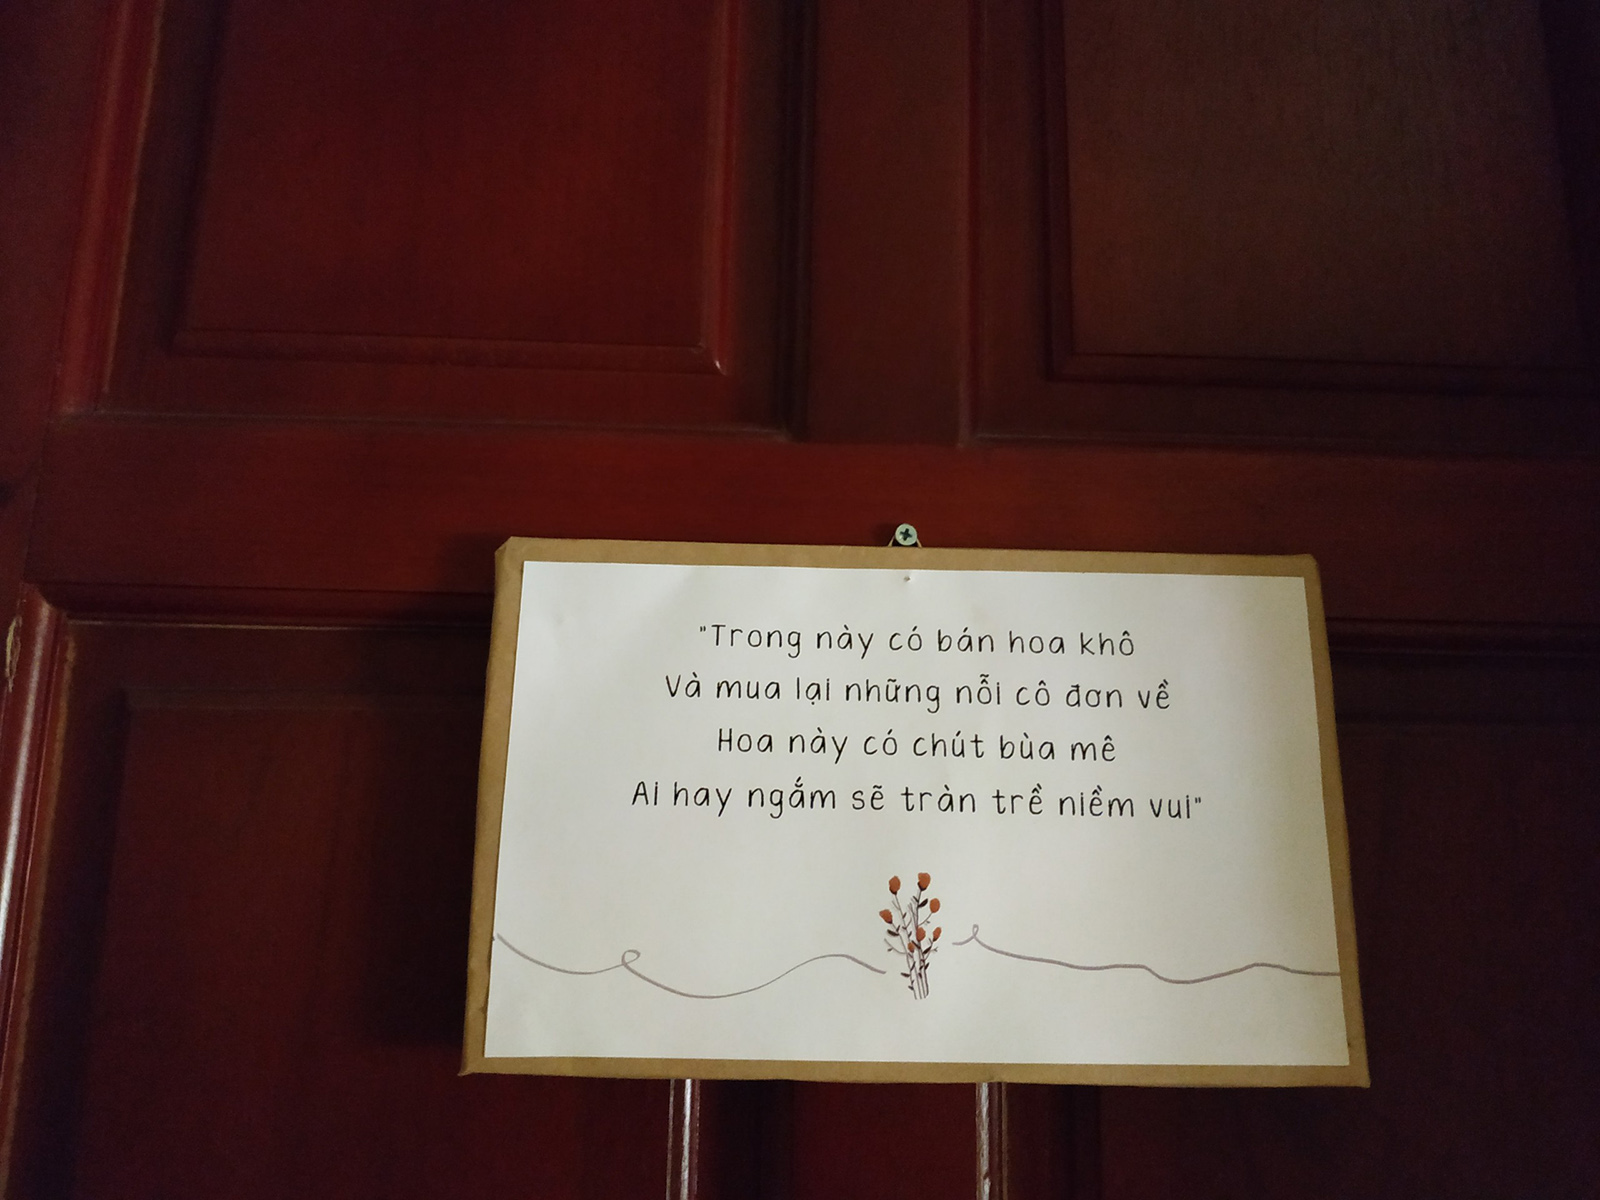 "Trong này có bán hoa khô
Và mua lại những nỗi cô đơn về
Hoa này có chút bùa mê
Ai hay ngắm sẽ tràn trề niềm vui"